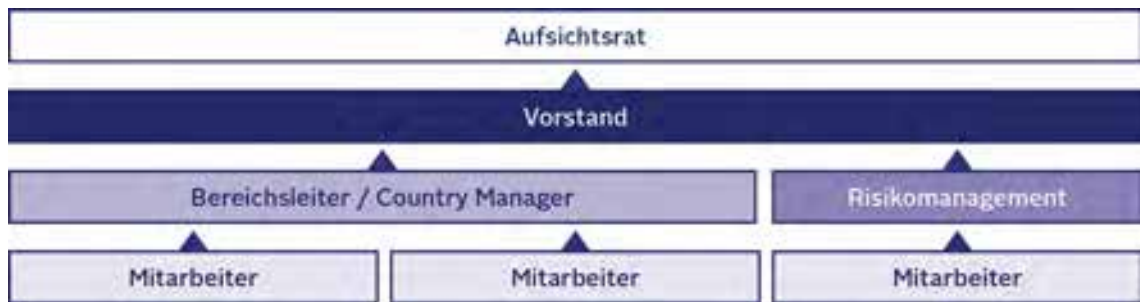 Aufsichtsrat
Vorstand
Bereichsleiter / Country Manager
Risikomanagement
Mitarbeiter
Mitarbeiter
Mitarbeiter